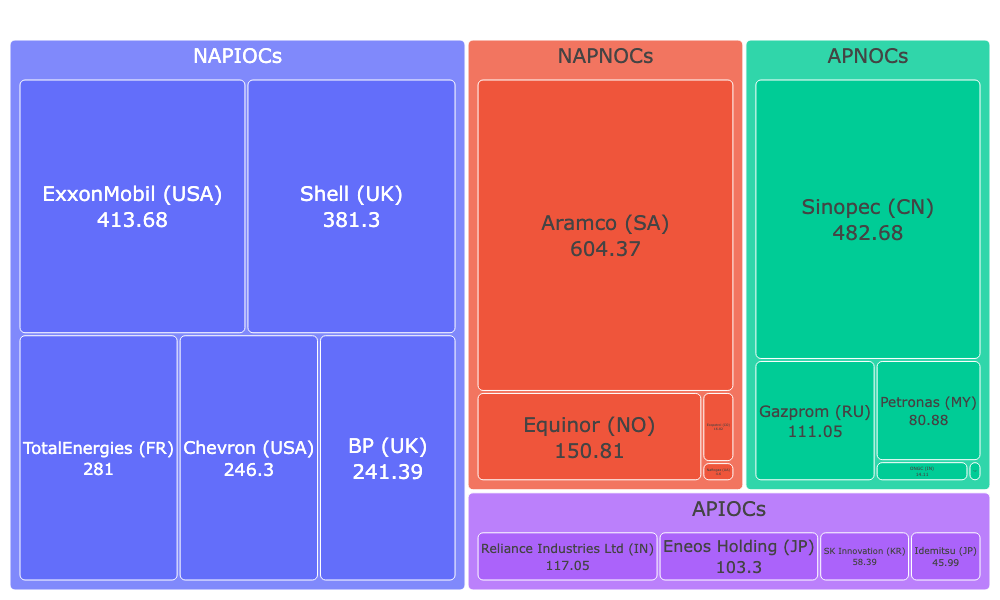 NAPIOCs
ExxonMobil (USA)
413.68
Shell (UK)
381.3
TotalEnergies (FR)
281
Chevron (USA)
246.3
BP (UK)
241.39
NAPNOCs
Aramco (SA)
604.37
Equinor (NO)
150.81
APNOCs
Sinopec (CN)
482.68
Gazprom (RU)
111.05
Petronas (MY)
80.88
APIOCs
Reliance Industries Ltd (IN)
117.05
Eneos Holding (JP)
103.3
SK Innovation (KR)
58.39
Idemitsu (JP)
45.99